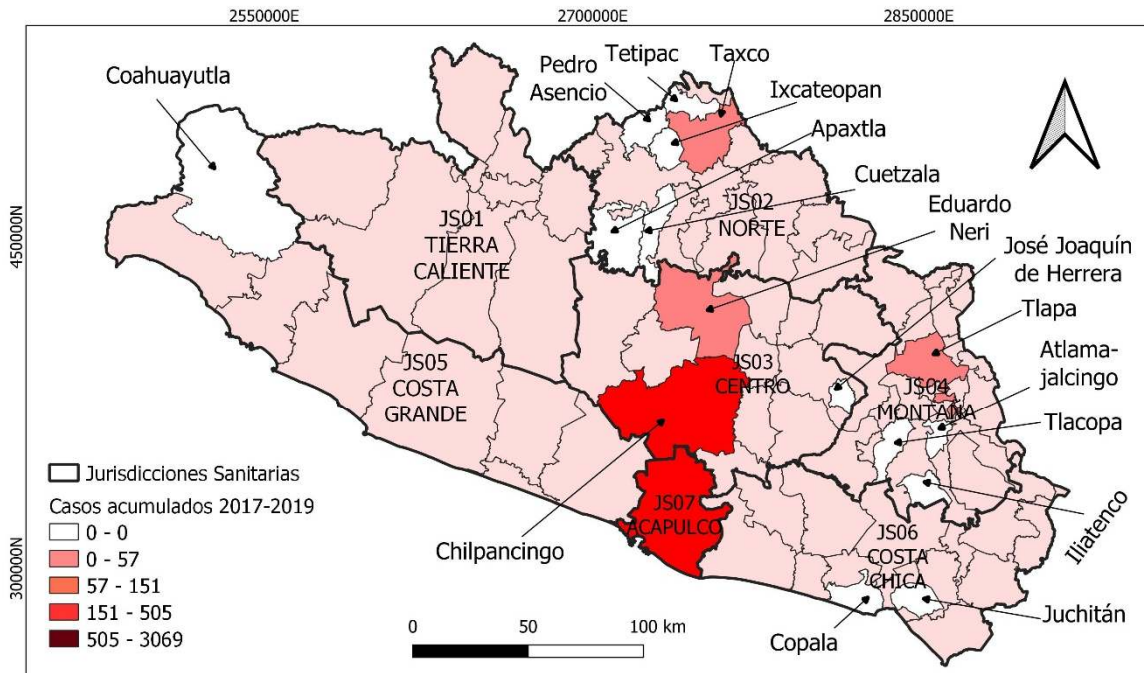 2550000N
2700000N
2850000N
450000N
300000N
Coahuayutla
Pedro
Asencio
Tetipac
Taxco
Ixcateopan
Apaxtla
Cuetzala
Eduardo
Neri
José Joaquín
de Herrera
Tlapa
Atlama-
jalcingo
Tlacopa
Iliatenco
Juchitán
Copala
Chilpancingo
JS01
TIERRA
CALIENTE
JS02
NORTE
JS03
CENTRO
JS04
MONTAÑA
JS05
COSTA
GRANDE
JS06
COSTA
CHICA
JS07
ACAPULCO
Jurisdicciones Sanitarias
Casos acumulados 2017-2019
0 - 0
0 - 57
57 - 151
151 - 505
505 - 3069
0
50
100 km